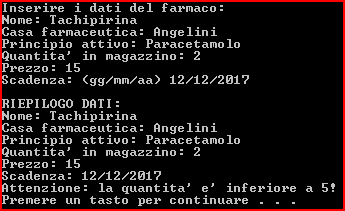 Inserire i dati del farmaco:
Nome: Tachipirina
Casa farmaceutica: Angelini
Principio attivo: Paracetamolo
Quantita' in magazzino: 2
Prezzo: 15
Scadenza: (gg/mm/aa) 12/12/2017
RIEPILOGO DATI:
Nome: Tachipirina
Casa farmaceutica: Angelini
Principio attivo: Paracetamolo
Quantita' in magazzino: 2
Prezzo: 15
Scadenza: 12/12/2017
Attenzione: la quantita' e' inferiore a 5!
Premere un tasto per continuare . . .